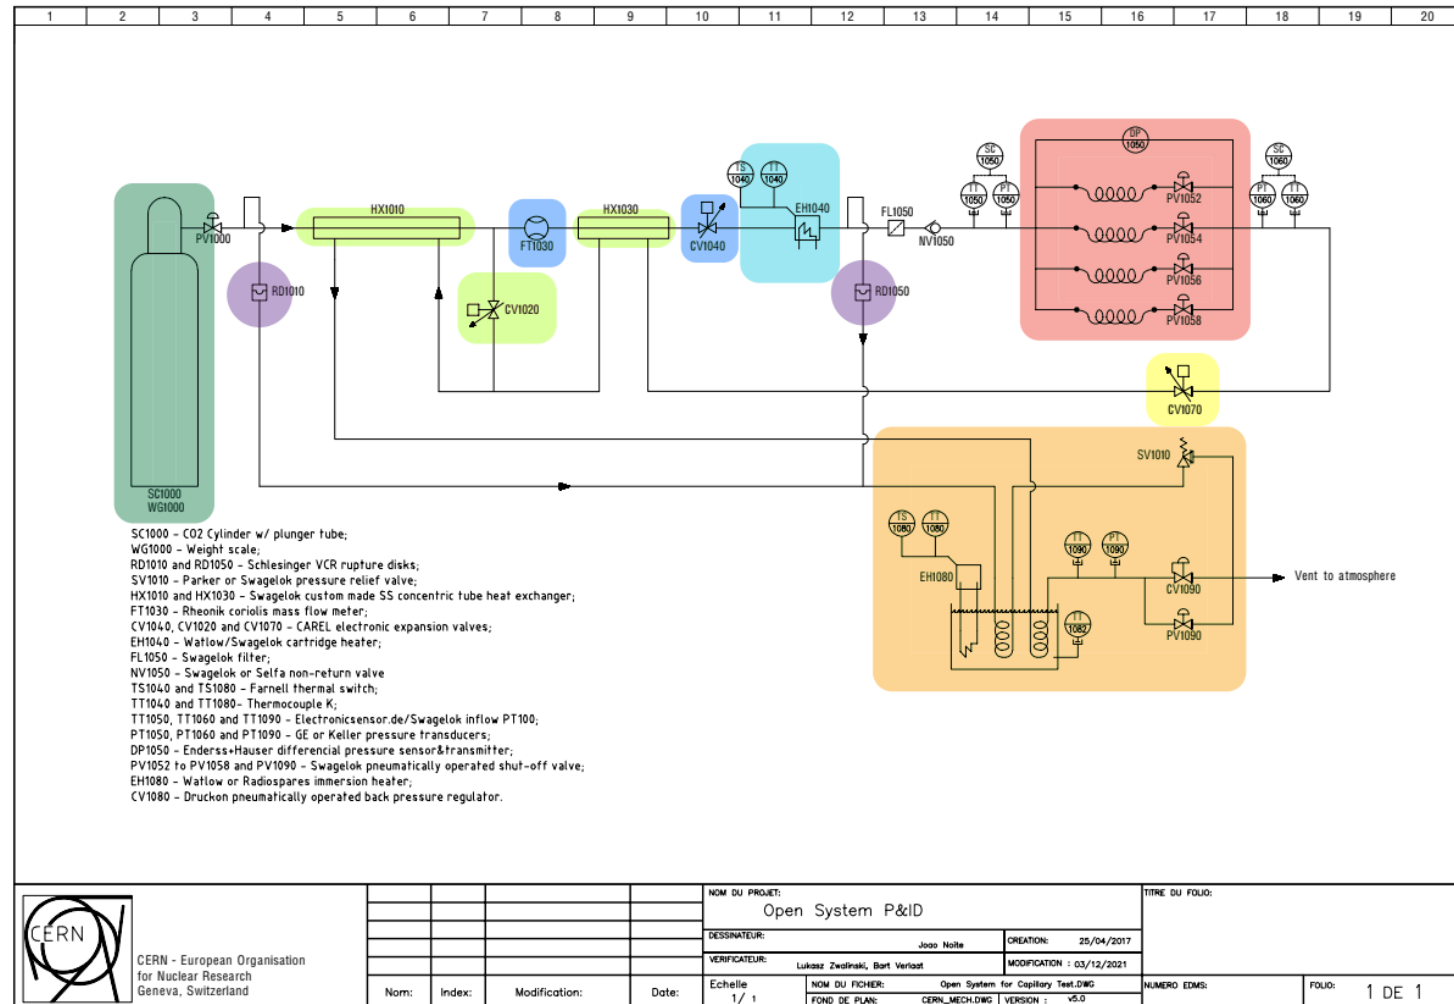 1 2 3 4 5 6 7 8 9 10 11 12 13 14 15 16 17 18 19 20
DP
1050
SC
1050
SC
1060
TS
1040
TT
1040
TT
1050
PT
1050
PT
1060
TT
1060
PV1052
HX1010
HX1030
EH1040
FL1050
PV1000
FT1030
CV1040
NV1050
PV1054
RD1010
RD1050
PV1056
CV1020
PV1058
CV1070
SV1010
SC1000
WG1000
TS
1080
TT
1080
TT
1090
PT
1090
EH1080
CV1090
Vent to atmosphere
TT
1082
PV1090
SC1000 - CO2 Cylinder w/ plunger tube;
WG1000 - Weight scale;
RD1010 and RD1050 - Schlesinger VCR rupture disks;
SV1010 - Parker or Swagelok pressure relief valve;
HX1010 and HX1030 - Swagelok custom made SS concentric tube heat exchanger;
FT1030 - Rheonik coriolis mass flow meter;
CV1040, CV1020 and CV1070 - CAREL electronic expansion valves;
EH1040 - Watlow/Swagelok cartridge heater;
FL1050 - Swagelok filter;
NV1050 - Swagelok or Selfa non-return valve
TS1040 and TS1080 - Farnell thermal switch;
TT1040 and TT1080- Thermocouple K;
TT1050, TT1060 and TT1090 - Electronicsensor.de/Swagelok inflow PT100;
PT1050, PT1060 and PT1090 - GE or Keller pressure transducers;
DP1050 - Enderss+Hauser differencial pressure sensor&transmitter;
PV1052 to PV1058 and PV1090 - Swagelok pneumatically operated shut-off valve;
EH1080 - Watlow or Radiospares immersion heater;
CV1080 - Druckon pneumatically operated back pressure regulator.
CERN
CERN - European Organisation
for Nuclear Research
Geneva, Switzerland
Nom: Index: Modification: Date:
NOM DU PROJET:
Open System P&ID
DESSINATEUR: Joao Noite
CREATION: 25/04/2017
VERIFICATEUR: Lukasz Zwalinski, Bart Verlaat
MODIFICATION : 03/12/2021
Echelle
1/ 1
NOM DU FICHIER: Open System for Capillary Test.DWG
FOND DE PLAN: CERN_MECH.DWG VERSION : v5.0
TITRE DU FOLIO:
NUMERO EDMS:
FOLIO: 1 DE 1